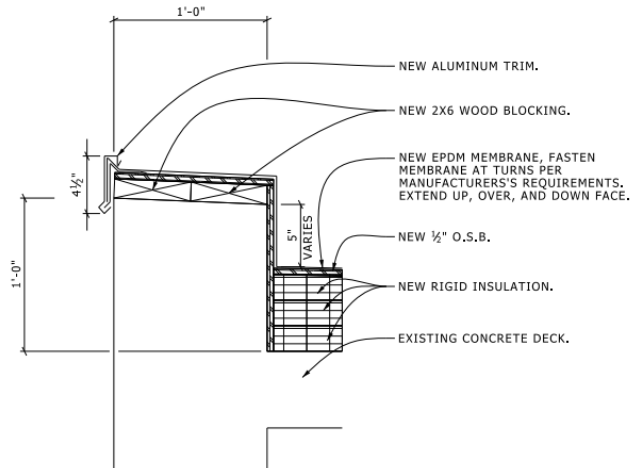 1'-0"
NEW ALUMINUM TRIM.
NEW 2X6 WOOD BLOCKING.
NEW EPDM MEMBRANE, FASTEN
MEMBRANE AT TURNS PER
MANUFACTURERS'S REQUIREMENTS.
EXTEND UP, OVER, AND DOWN FACE.
4½"
5"
VARIES
NEW ½" O.S.B.
1'-0"
NEW RIGID INSULATION.
EXISTING CONCRETE DECK.